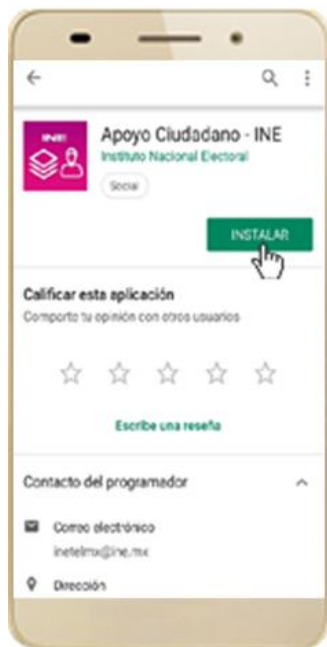 INE
Apoyo Ciudadano - INE
Instituto Nacional Electoral
Social
INSTALAR
Calificar esta aplicación
Comparte tu opinión con otros usuarios
Escribe una reseña
Contacto del programador
Correo electrónico
inetelmx@ine.mx
Dirección